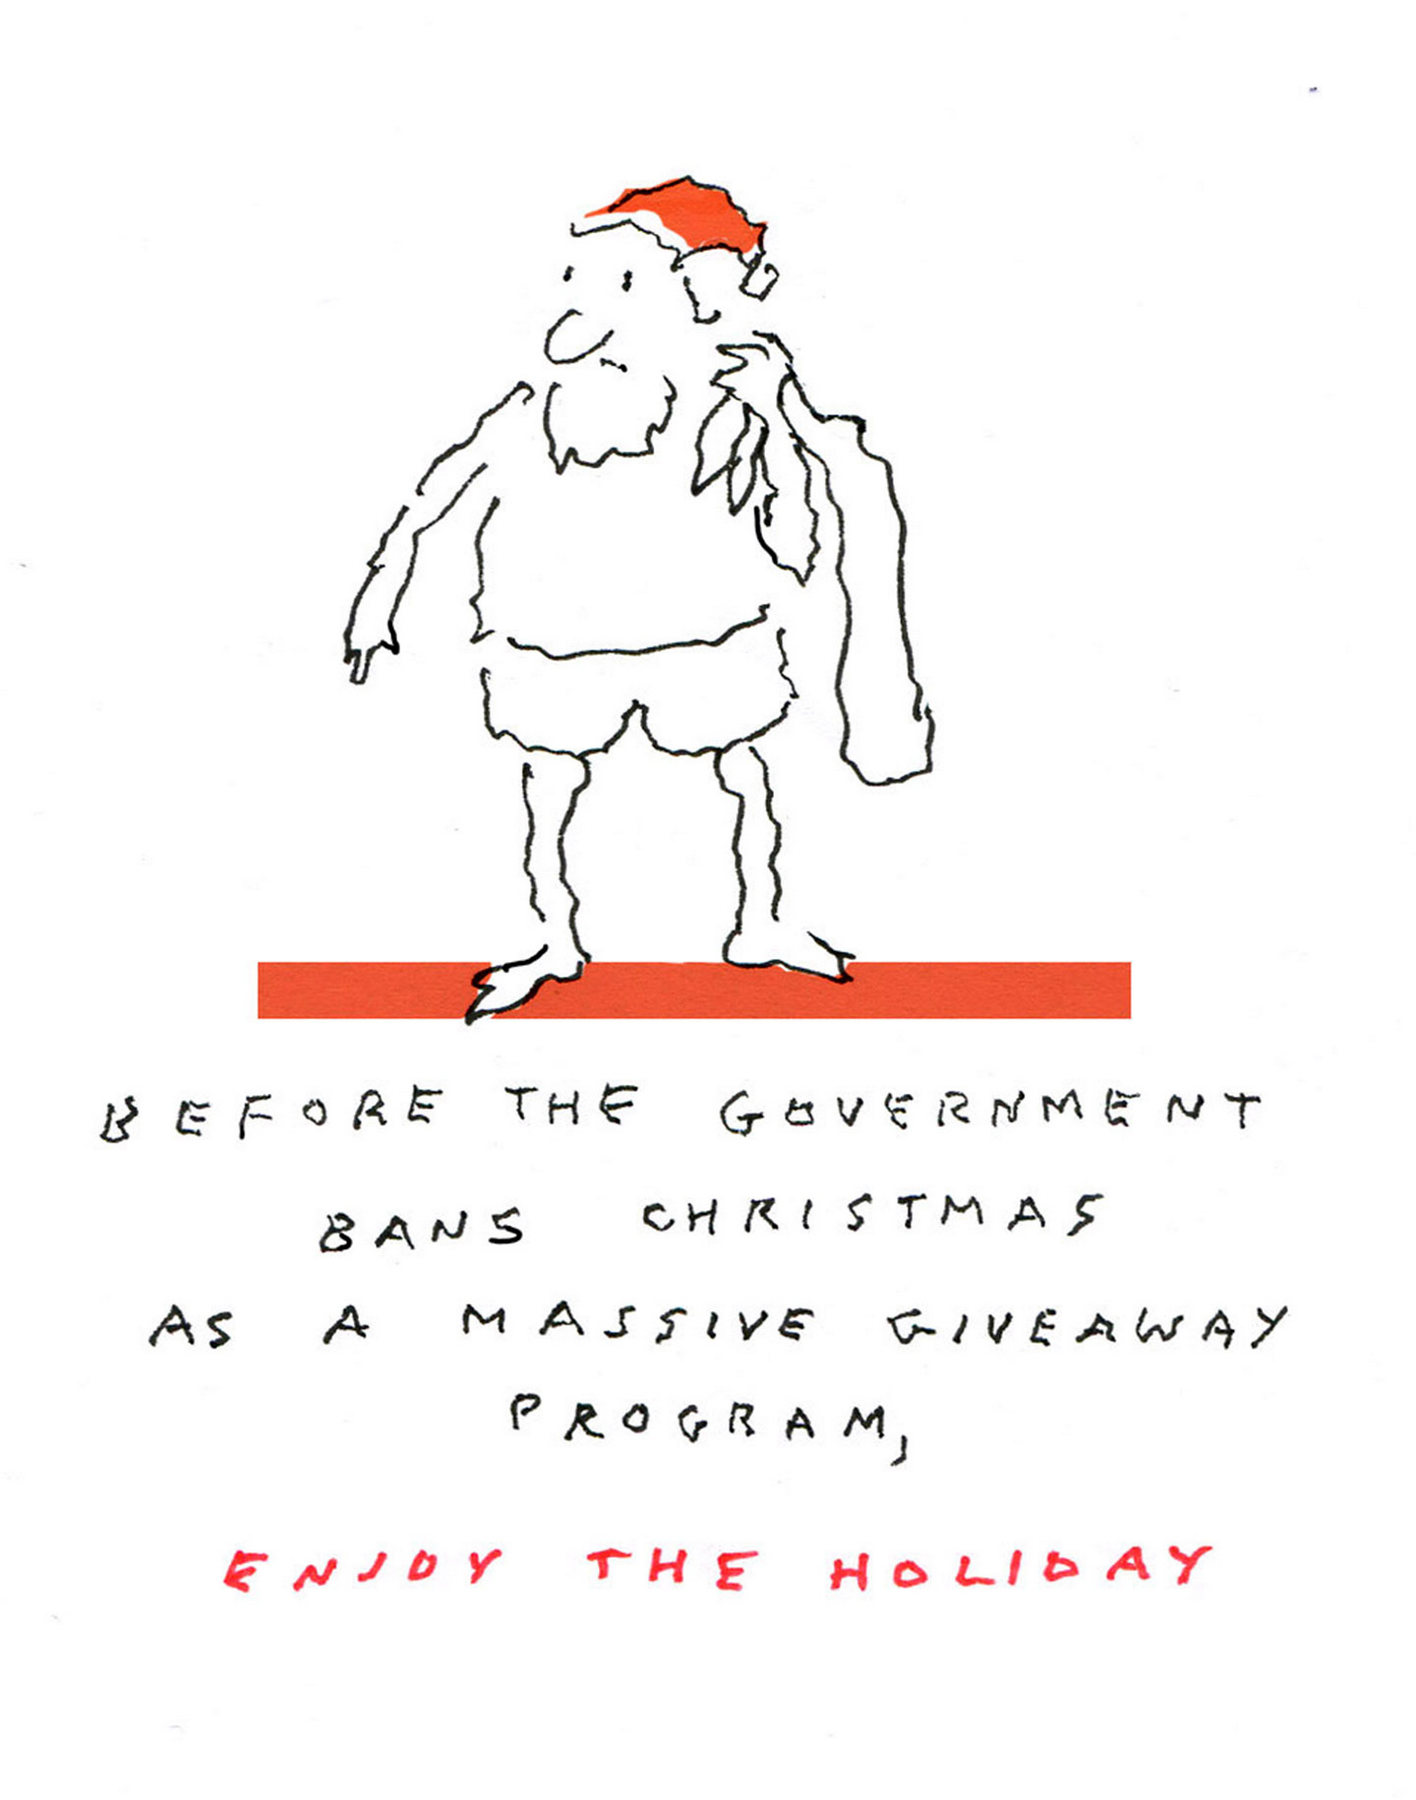 BEFORE THE GOVERNMENT
BANS CHRISTMAS
AS A MASSIVE GIVEAWAY
PROGRAM,
ENJOY THE HOLIDAY